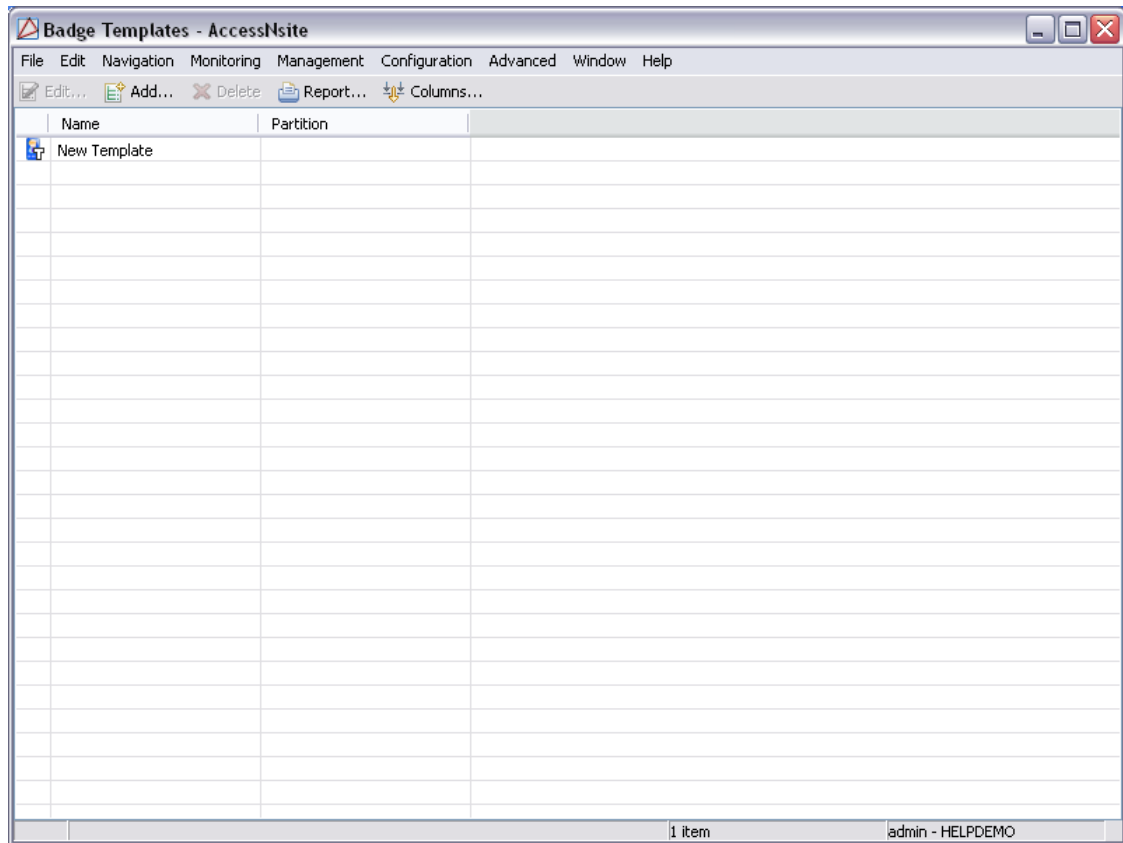 Badge Templates - AccessNsite
File Edit Navigation Monitoring Management Configuration Advanced Window Help
Edit... Add... Delete Report... Columns...
Name Partition
New Template
1 item admin - HELPDEMO